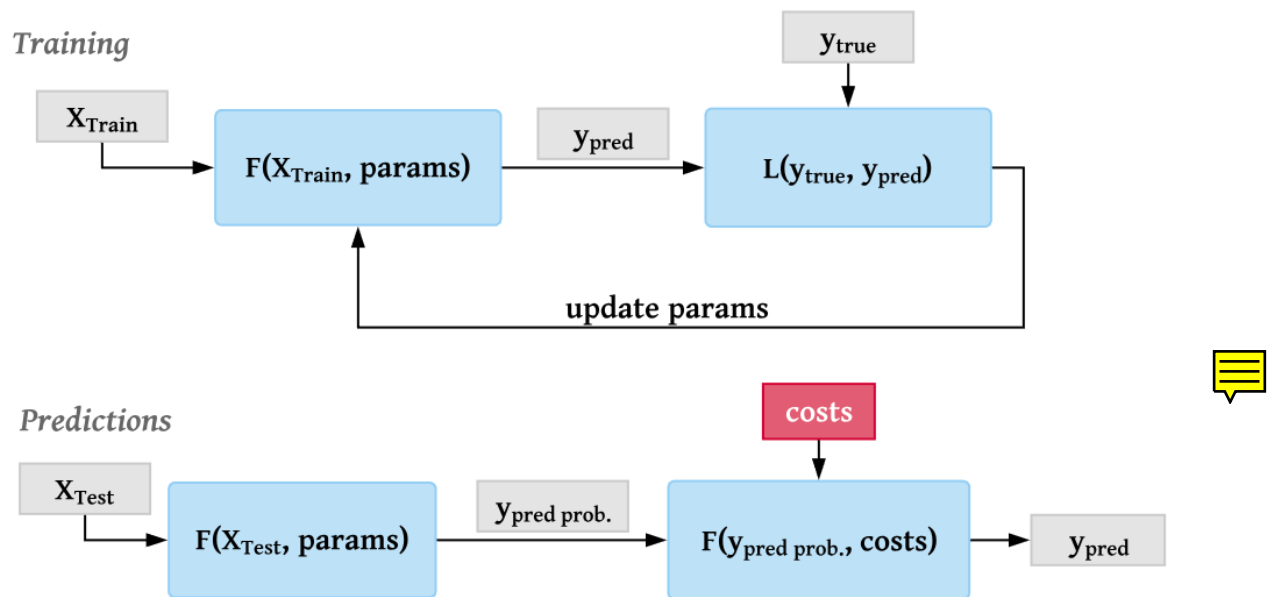 Training
y_true
X_Train
F(X_Train, params)
y_pred
L(y_true, y_pred)
update params
Predictions
costs
X_Test
F(X_Test, params)
y_pred prob.
F(y_pred prob., costs)
y_pred